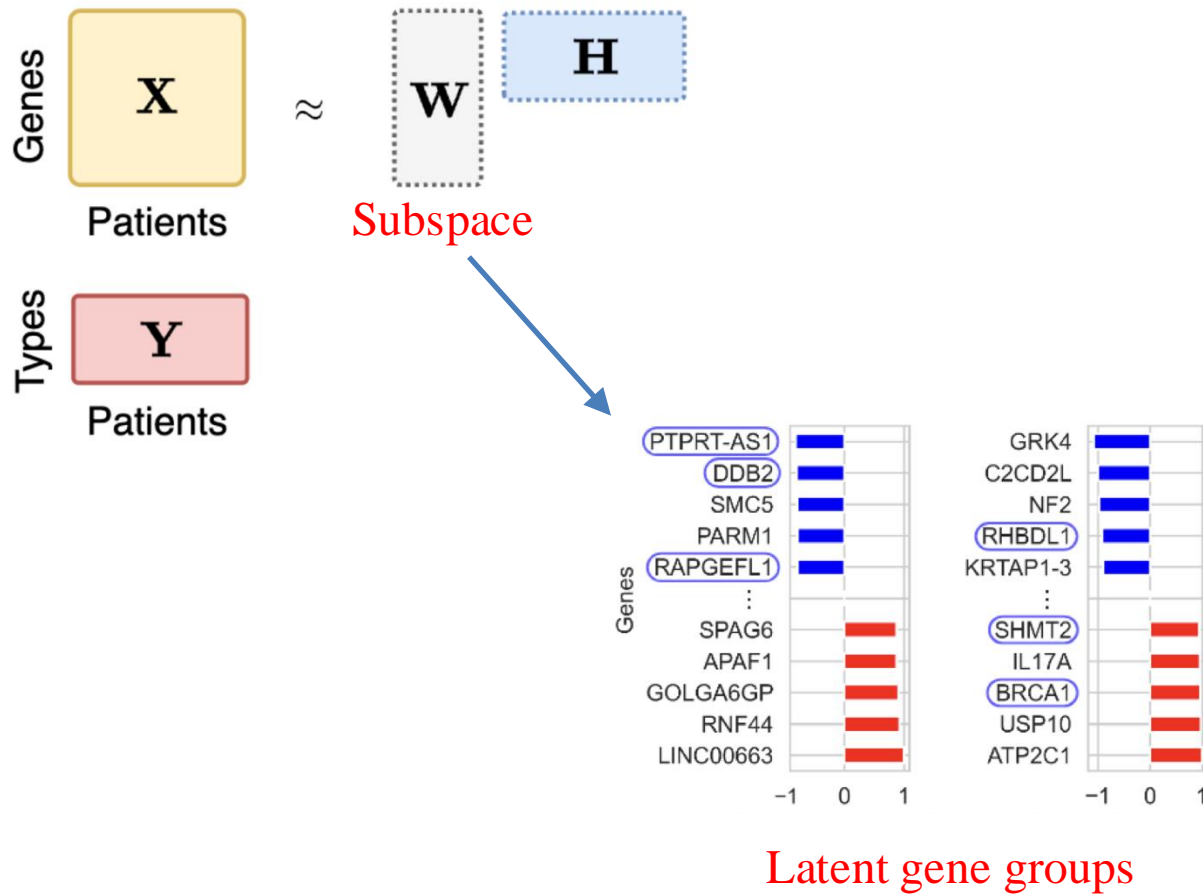 Genes
X
≈
W
H
Patients
Subspace
Types
Y
Patients
Genes
PTPRT-AS1
DDB2
SMC5
PARM1
RAPGEFL1
⋮
SPAG6
APAF1
GOLGA6GP
RNF44
LINC00663
−1 0 1
GRK4
C2CD2L
NF2
RHBDL1
KRTAP1-3
⋮
SHMT2
IL17A
BRCA1
USP10
ATP2C1
−1 0 1
Latent gene groups